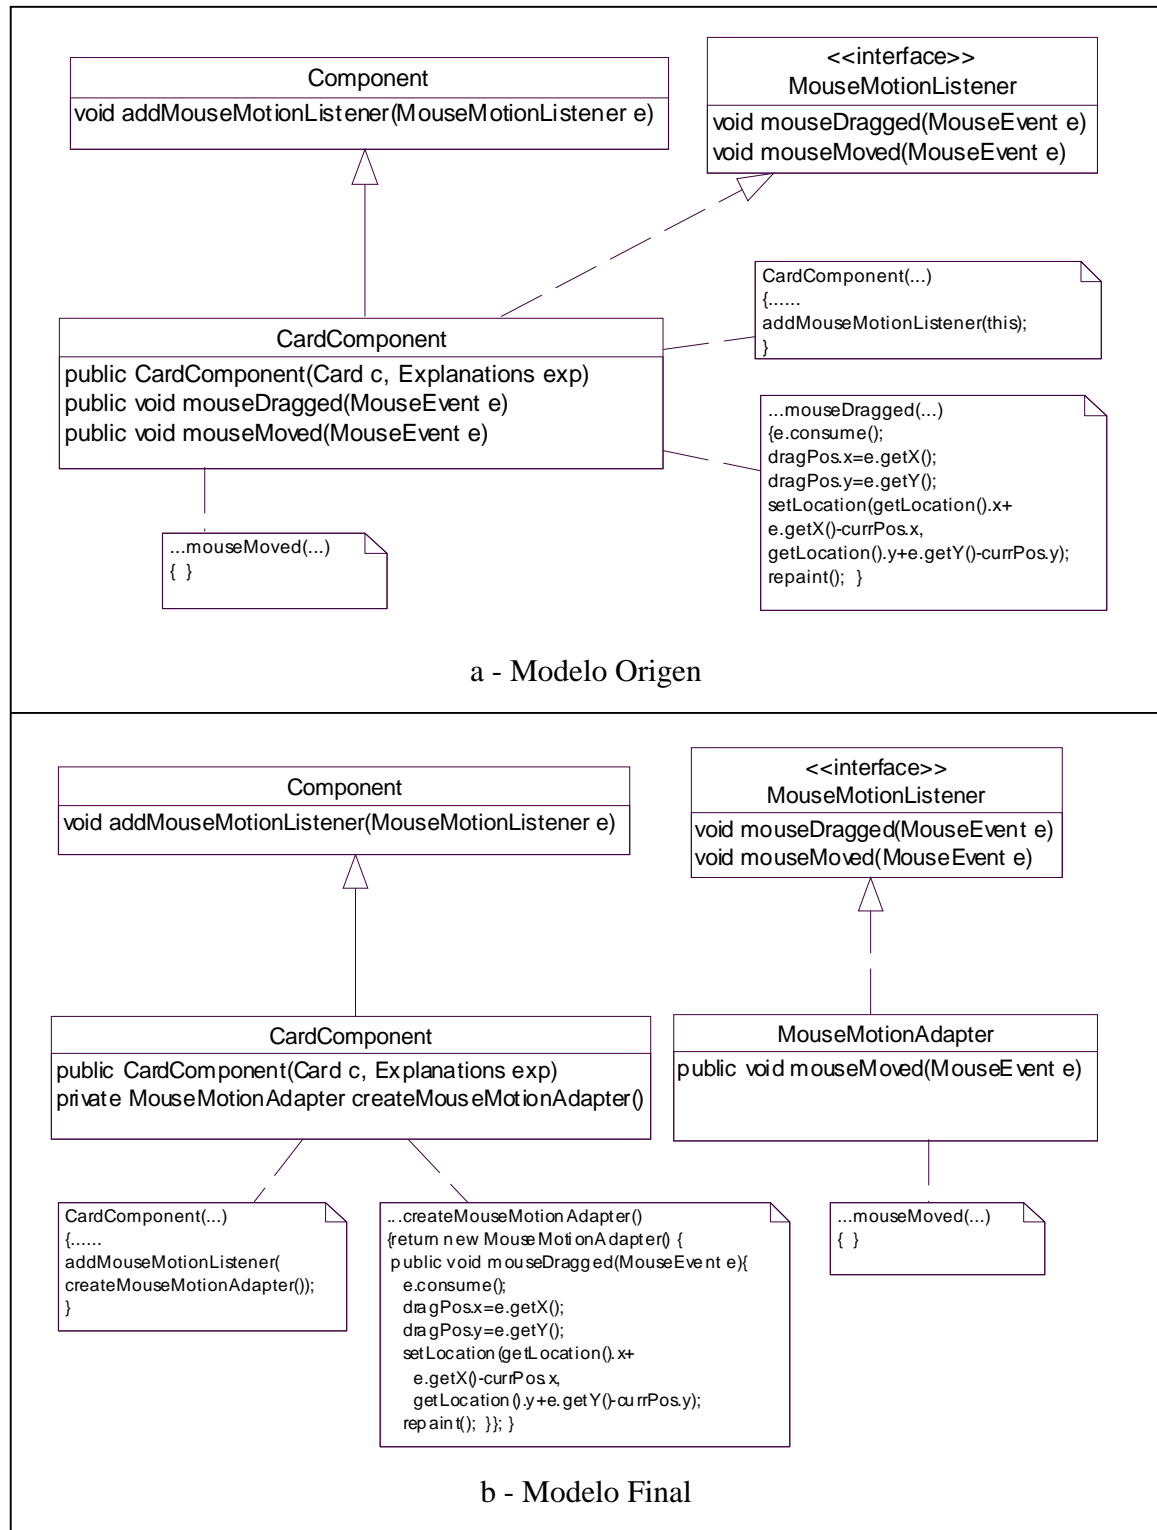 Component
void addMouseMotionListener(MouseMotionListener e)
<<interface>>
MouseMotionListener
void mouseDragged(MouseEvent e)
void mouseMoved(MouseEvent e)
CardComponent(...)
{......
addMouseMotionListener(this);
}
CardComponent
public CardComponent(Card c, Explanations exp)
public void mouseDragged(MouseEvent e)
public void mouseMoved(MouseEvent e)
...mouseDragged(...)
{e.consume();
dragPos.x=e.getX();
dragPos.y=e.getY();
setLocation(getLocation().x+
e.getX()-currPos.x,
getLocation().y+e.getY()-currPos.y);
repaint(); }
...mouseMoved(...)
{ }
a - Modelo Origen
Component
void addMouseMotionListener(MouseMotionListener e)
<<interface>>
MouseMotionListener
void mouseDragged(MouseEvent e)
void mouseMoved(MouseEvent e)
CardComponent
public CardComponent(Card c, Explanations exp)
private MouseMotionAdapter createMouseMotionAdapter()
MouseMotionAdapter
public void mouseMoved(MouseEvent e)
CardComponent(...)
{......
addMouseMotionListener(
createMouseMotionAdapter());
}
...createMouseMotionAdapter()
{return new MouseMotionAdapter() {
public void mouseDragged(MouseEvent e){
e.consume();
dragPos.x=e.getX();
dragPos.y=e.getY();
setLocation(getLocation().x+
e.getX()-currPos.x,
getLocation().y+e.getY()-currPos.y);
repaint(); }}; }
...mouseMoved(...)
{ }
b - Modelo Final